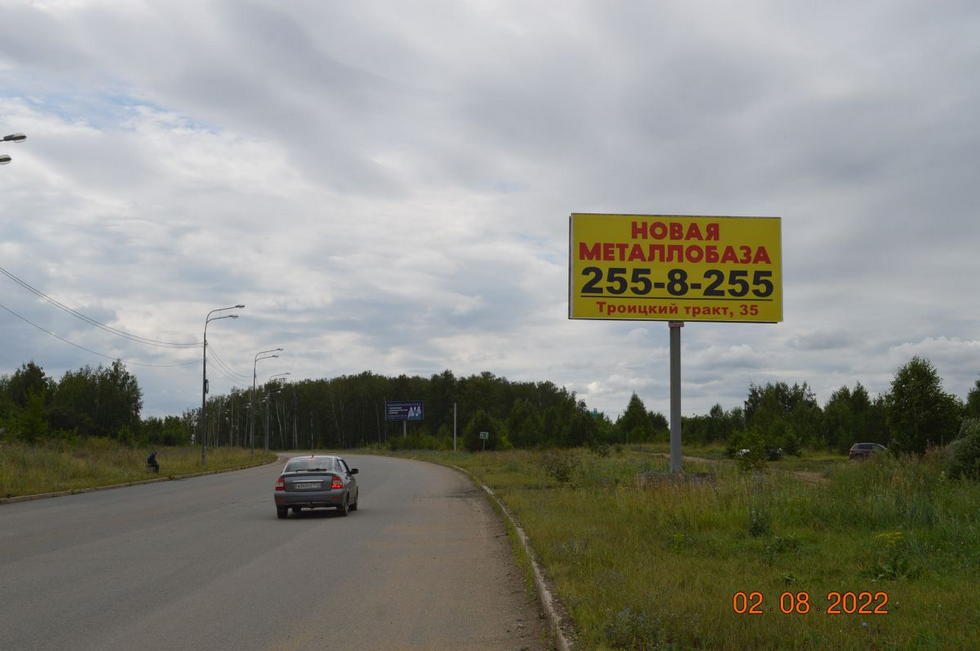 НОВАЯ
МЕТАЛЛОБАЗА
255-8-255
Троицкий тракт, 35
02.08.2022